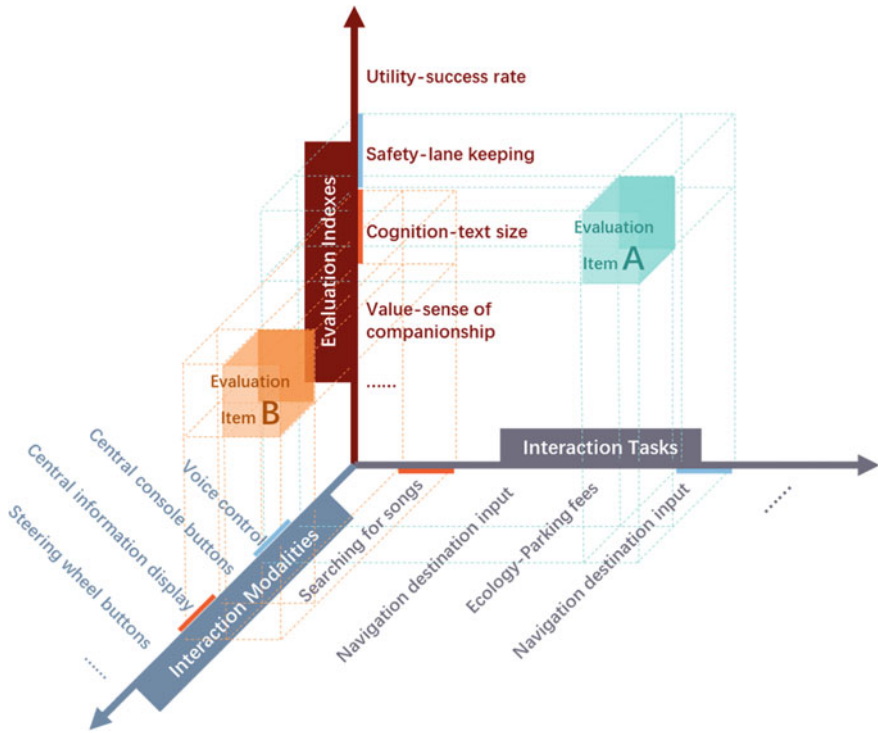 Utility-success rate
Safety-lane keeping
Cognition-text size
Value-sense of
companionship
......
Evaluation Indexes
Evaluation
Item A
Evaluation
Item B
Interaction Tasks
Searching for songs
Navigation destination input
Ecology-Parking fees
Navigation destination input
......
Interaction Modalities
Voice control
Central console buttons
Central information display
Steering wheel buttons
......